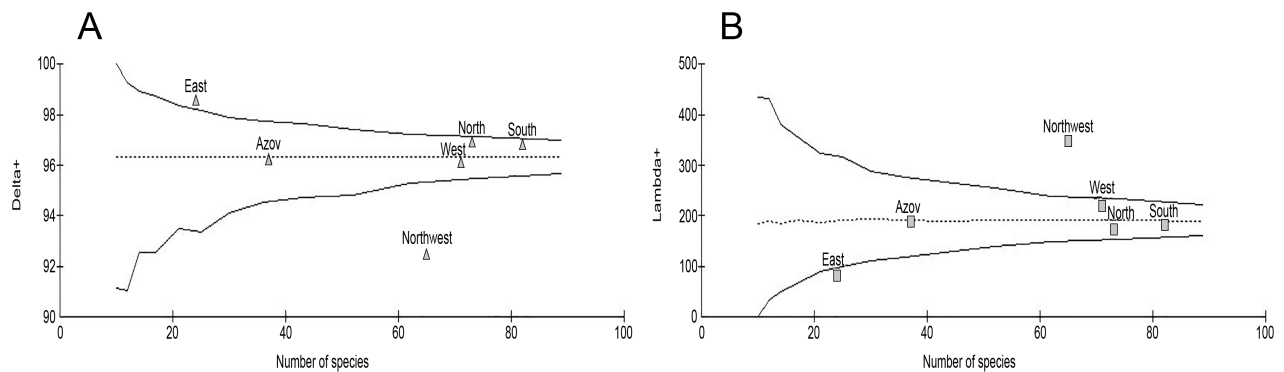 A
B
100
98
96
94
92
90
0
20
40
60
80
100
Delta+
Number of species
East
Azov
North
South
West
Northwest
500
400
300
200
100
0
0
20
40
60
80
100
Lambda+
Number of species
Northwest
West
Azov
North
South
East